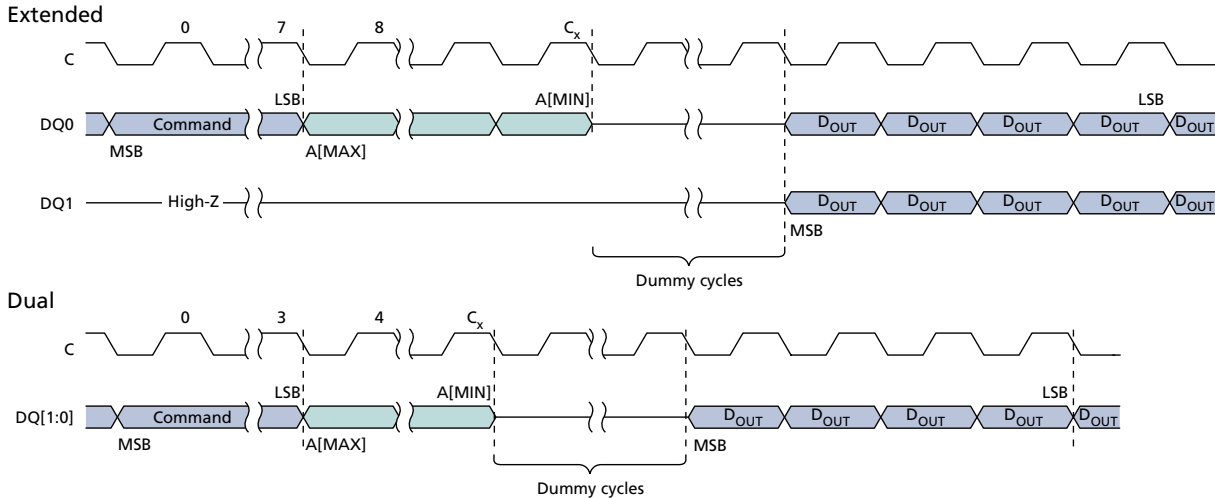 Extended
0 7 8 Cx
C
LSB A[MIN] LSB
DQ0 Command DOUT DOUT DOUT DOUT DOUT
MSB A[MAX]
DQ1 High-Z DOUT DOUT DOUT DOUT DOUT
MSB
Dummy cycles
Dual
0 3 4 Cx
C
LSB A[MIN] LSB
DQ[1:0] Command DOUT DOUT DOUT DOUT DOUT
MSB A[MAX] MSB
Dummy cycles